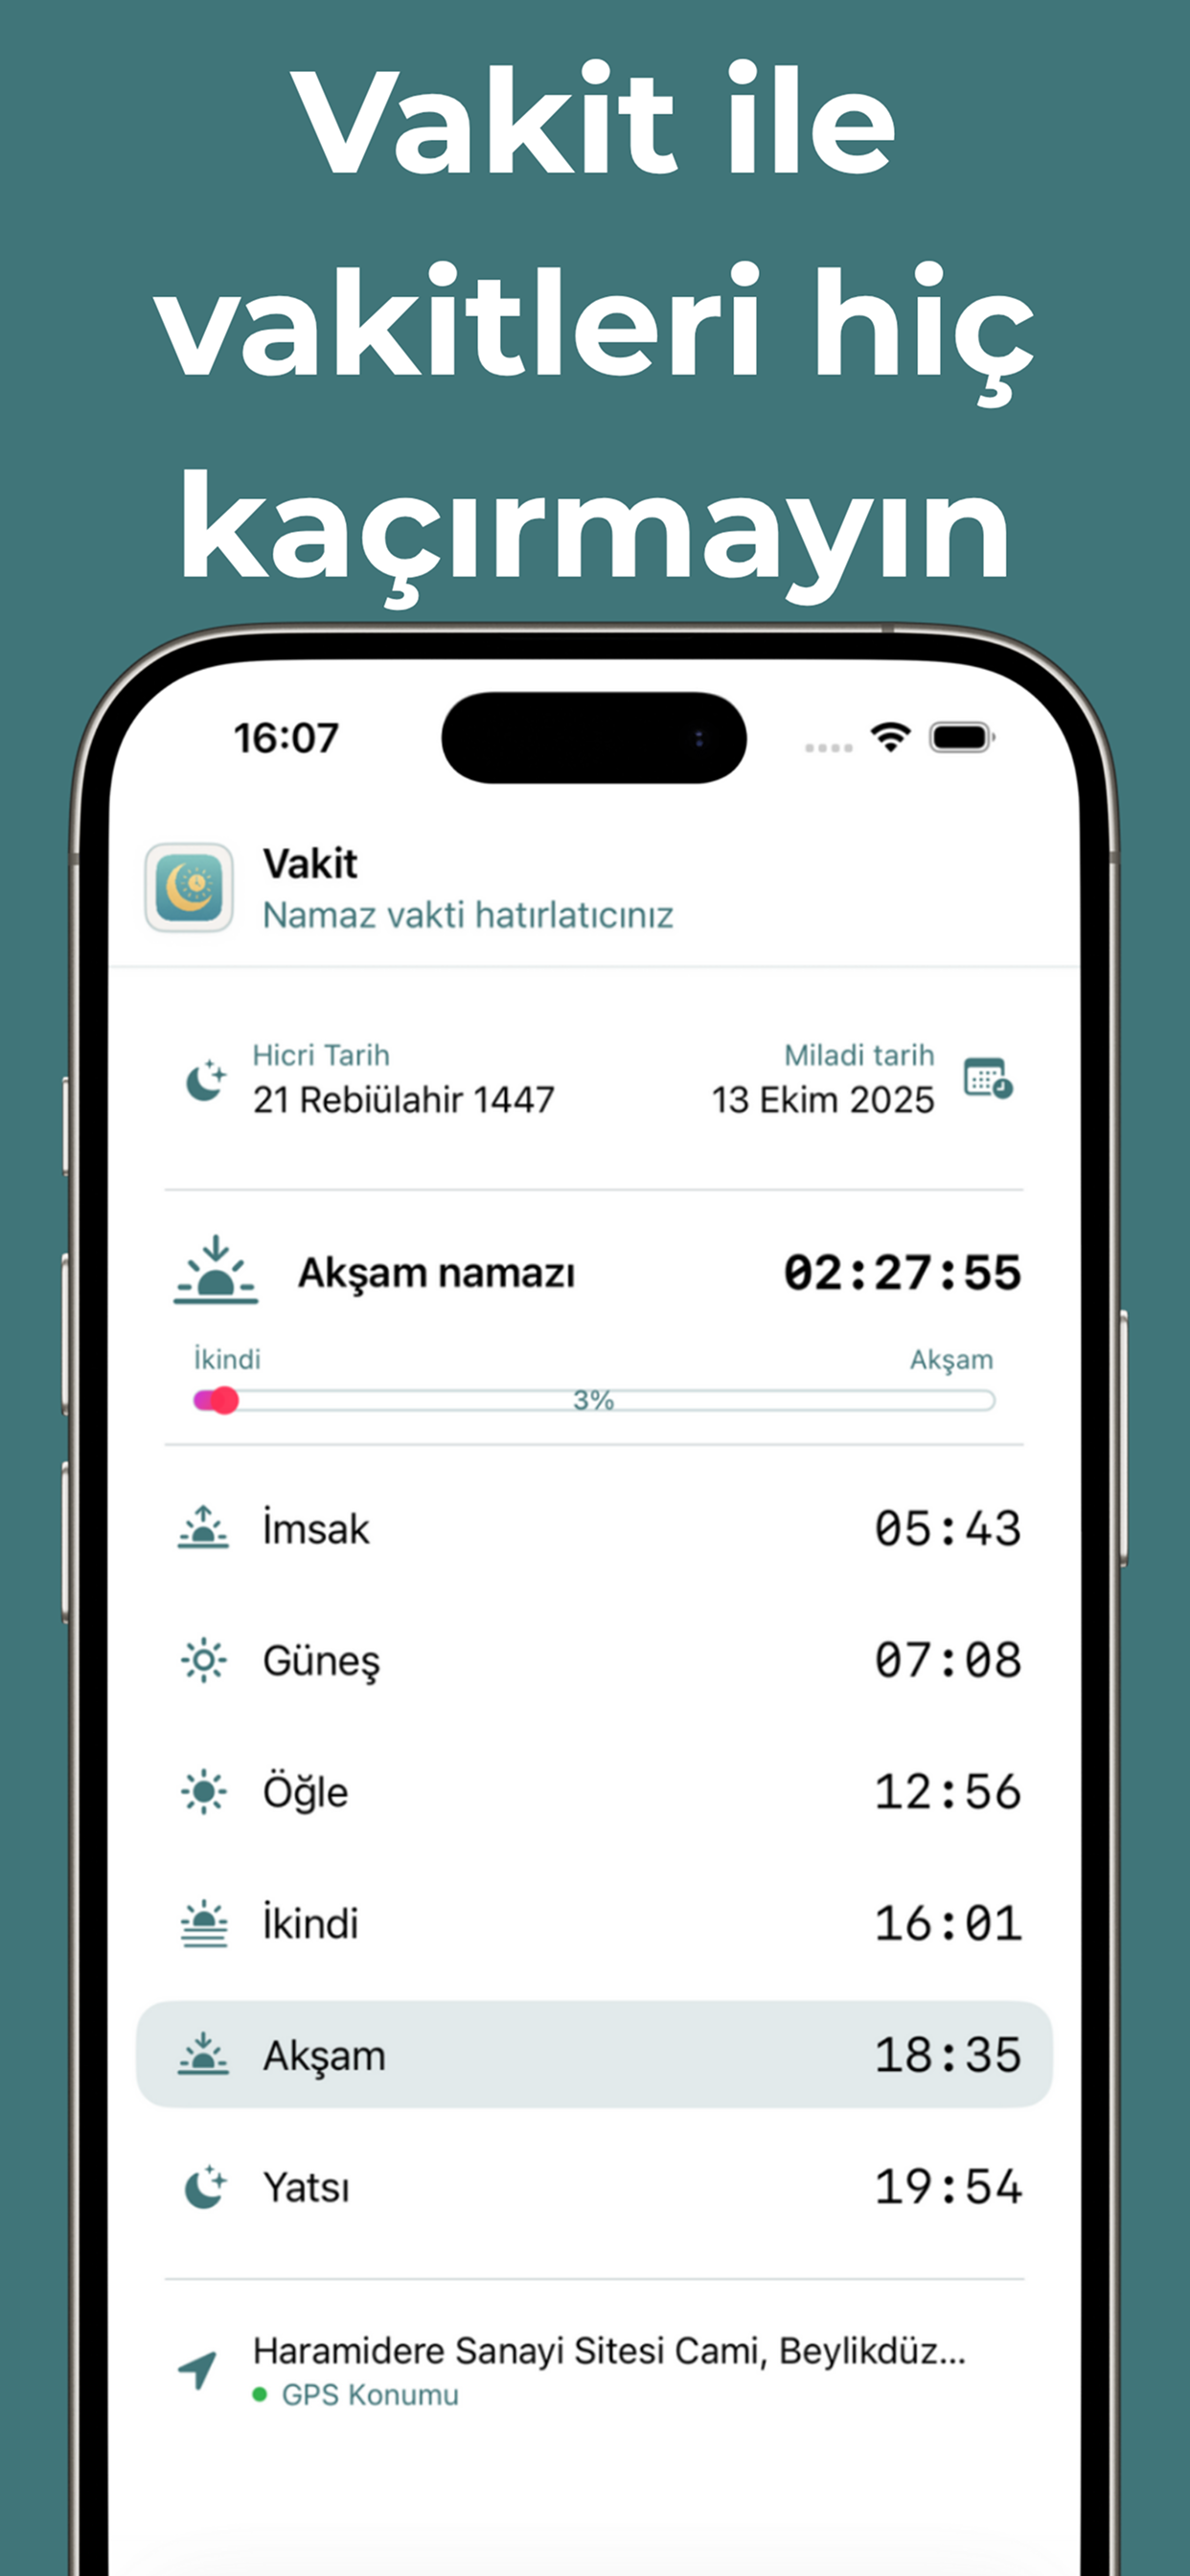 Vakit ile
vakitleri hiç
kaçırmayın
16:07
Vakit
Namaz vakti hatırlatıcınız
Hicri Tarih
21 Rebiülahir 1447
Miladi tarih
13 Ekim 2025
Akşam namazı
02:27:55
İkindi
Akşam
3%
İmsak
05:43
Güneş
07:08
Öğle
12:56
İkindi
16:01
Akşam
18:35
Yatsı
19:54
Haramidere Sanayi Sitesi Cami, Beylikdüz...
GPS Konumu